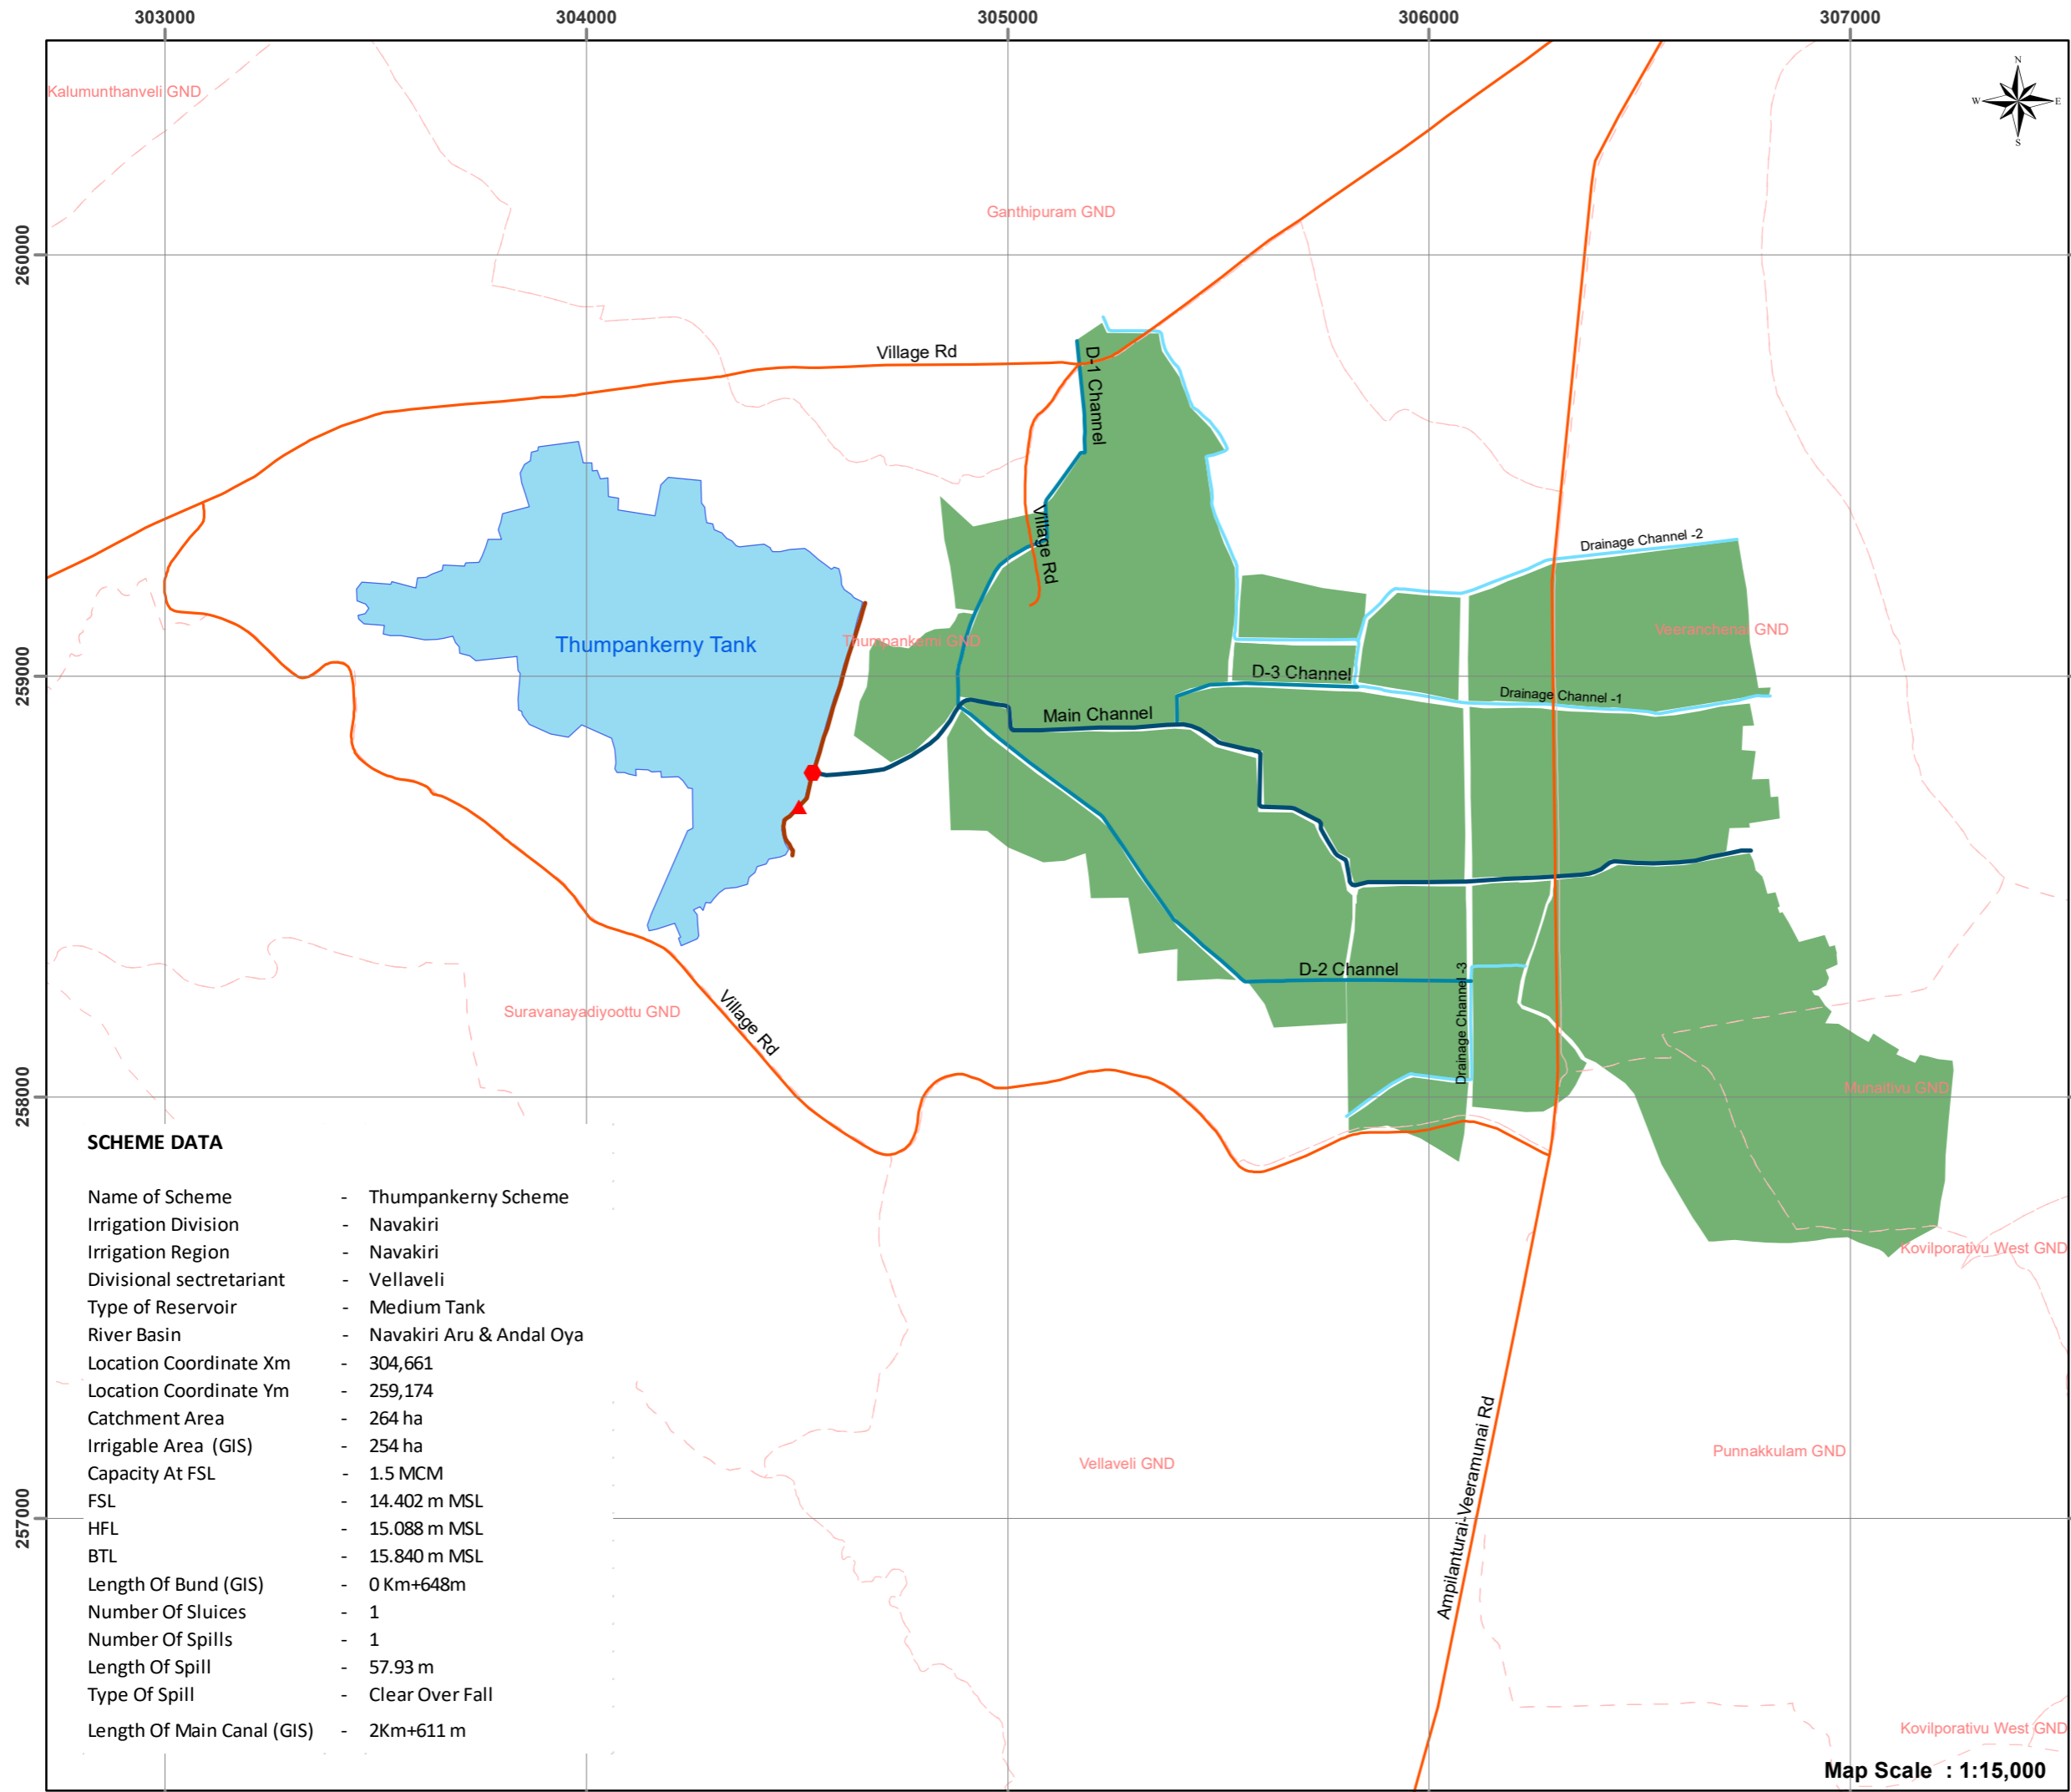 303000 304000 305000 306000 307000
Kalumunthanveli GND
N
W E
S
Ganthipuram GND
260000
Village Rd
D-1 Channel
Village Rd
Drainage Channel -2
Thumpankerny Tank
Thumpankerni GND
Veeranchenai GND
259000
D-3 Channel
Drainage Channel -1
Main Channel
D-2 Channel
Drainage Channel -3
Suravanayadiyoottu GND
Village Rd
258000
Munaitivu GND
SCHEME DATA
Name of Scheme - Thumpankerny Scheme
Irrigation Division - Navakiri
Irrigation Region - Navakiri
Divisional sectretariant - Vellaveli
Type of Reservoir - Medium Tank
River Basin - Navakiri Aru & Andal Oya
Location Coordinate Xm - 304,661
Location Coordinate Ym - 259,174
Catchment Area - 264 ha
Irrigable Area (GIS) - 254 ha
Capacity At FSL - 1.5 MCM
FSL - 14.402 m MSL
HFL - 15.088 m MSL
BTL - 15.840 m MSL
Length Of Bund (GIS) - 0 Km+648m
Number Of Sluices - 1
Number Of Spills - 1
Length Of Spill - 57.93 m
Type Of Spill - Clear Over Fall
Length Of Main Canal (GIS) - 2Km+611 m
Kovilporativu West GND
Ampilanturai-Veeramunai Rd
Punnakkulam GND
Vellaveli GND
257000
Kovilporativu West GND
Map Scale : 1:15,000